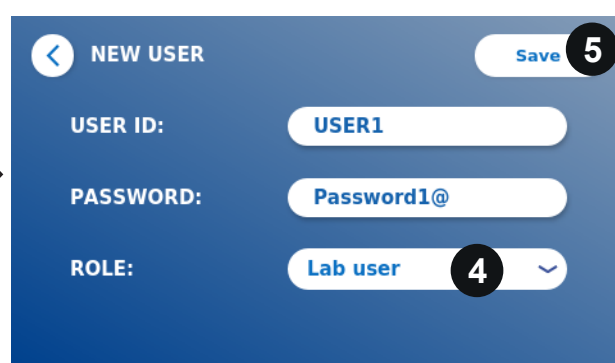 NEW USER Save 5
USER ID: USER1
PASSWORD: Password1@
ROLE: Lab user 4